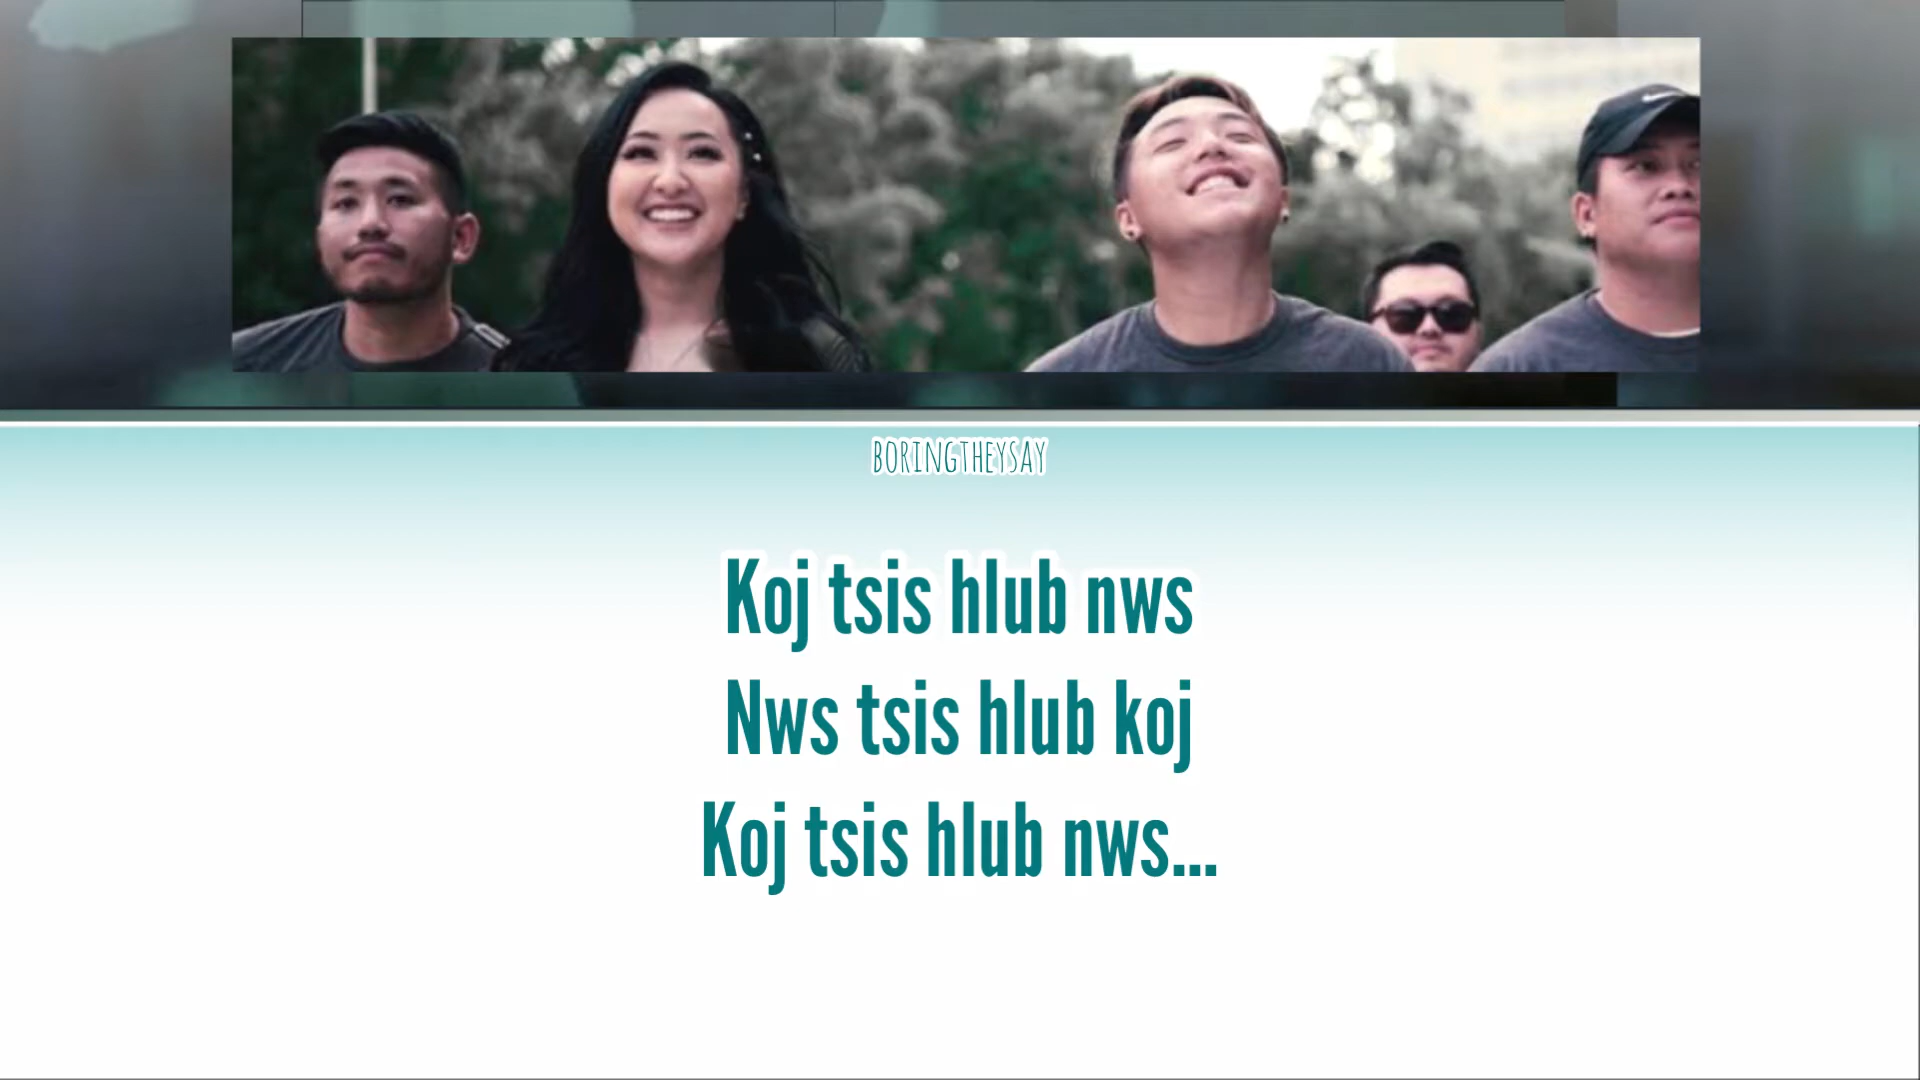 BORINGTHEYSAY
Koj tsis hlub nws
Nws tsis hlub koj
Koj tsis hlub nws...